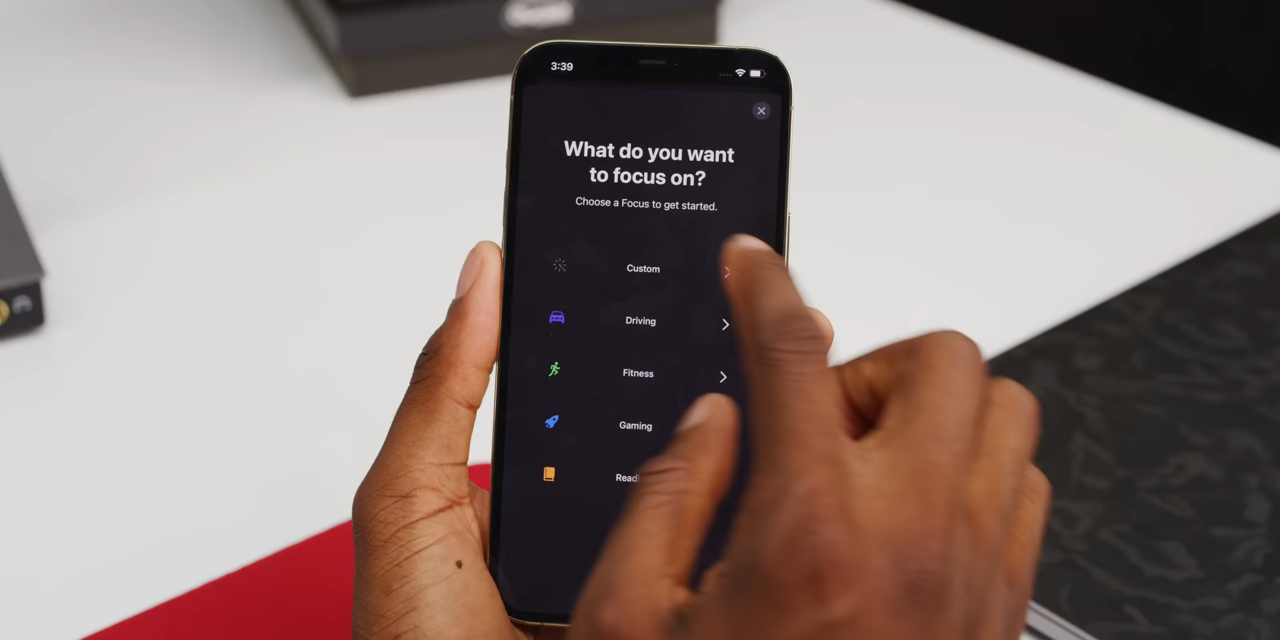 3:39
What do you want
to focus on?
Choose a Focus to get started.
Custom
Driving
Fitness
Gaming